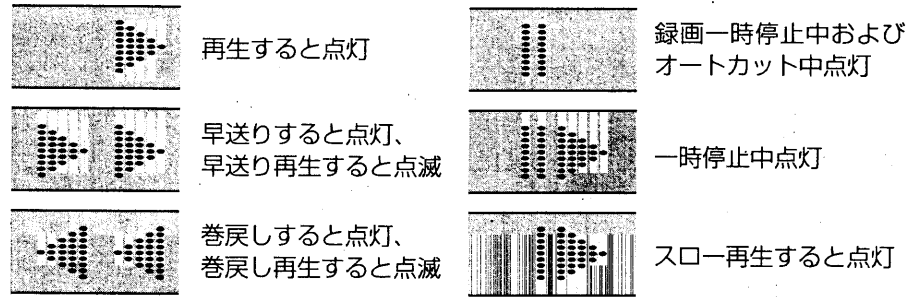 再生すると点灯
早送りすると点灯、
早送り再生すると点滅
巻戻しすると点灯、
巻戻し再生すると点滅
録画一時停止中および
オートカット中点灯
一時停止中点灯
スロー再生すると点灯